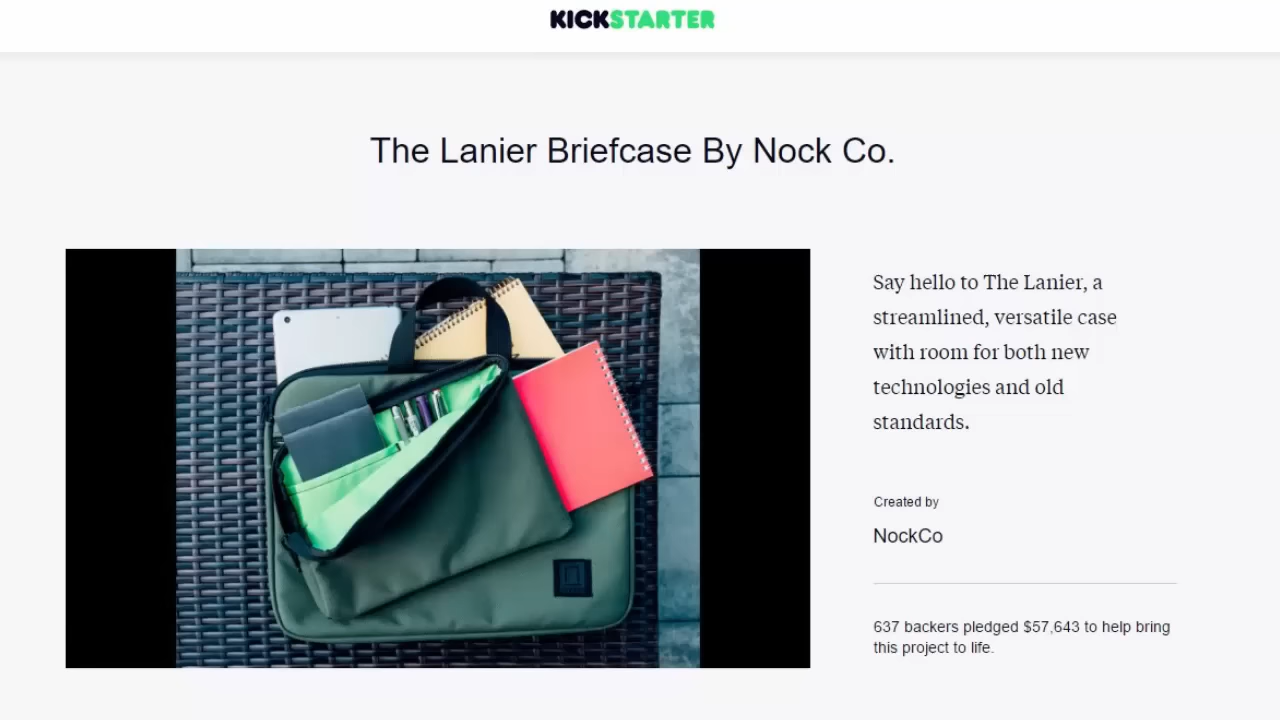 KICKSTARTER
The Lanier Briefcase By Nock Co.
Say hello to The Lanier, a
streamlined, versatile case
with room for both new
technologies and old
standards.
Created by
NockCo
637 backers pledged $57,643 to help bring
this project to life.